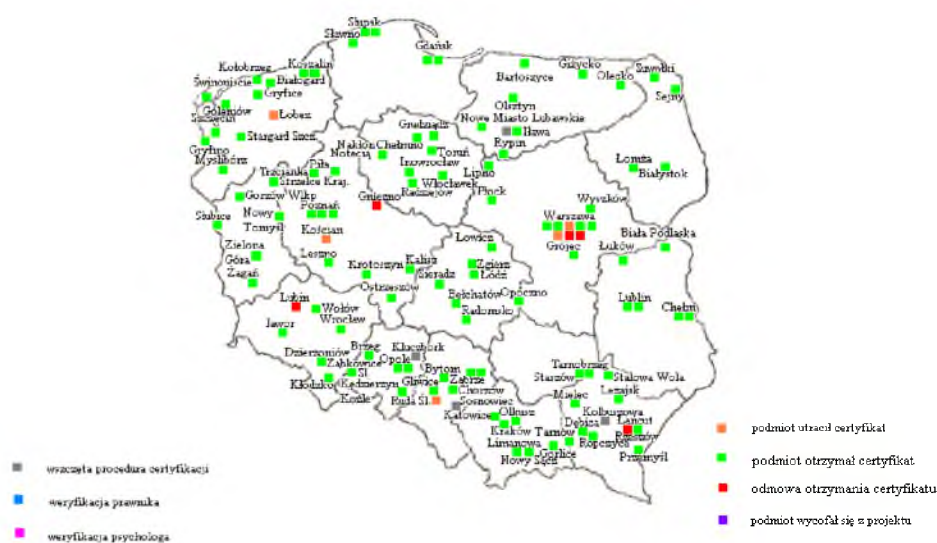 Słupsk
Sławno
Gdańsk
Kołobrzeg
Koszalin
Białogard
Świnoujście
Gryfice
Goleniów
Szczecin
Łobez
Stargard Szcz.
Gryfino
Myślibórz
Bartoszyce
Giżycko
Olecko
Suwałki
Sejny
Olsztyn
Nowe Miasto Lubawskie
Iława
Rypin
Grudziądz
Nakło n
Notecią
Chełmno
Toruń
Inowrocław
Włocławek
Radziejów
Lipno
Płock
Łomża
Białystok
Trzcianka
Piła
Strzelce Kraj.
Gorzów Wlkp
Gniezno
Poznań
Nowy
Tomyśl
Słubice
Kościan
Leszno
Zielona
Góra
Żagań
Krotoszyn
Kalisz
Ostrzeszów
Wyszków
Warszawa
Grójec
Biała Podlaska
Łuków
Łowicz
Zgierz
Łódź
Sieradz
Bełchatów
Radomsko
Opoczno
Lublin
Chełm
Lubin
Wołów
Wrocław
Jawor
Dzierżoniów
Ząbkowice
Śl
Kłodzko
Brzeg
Kluczbork
Opole
Kędzierzyn
Koźle
Bytom
Gliwice
Zabrze
Chorzów
Ruda Śl.
Sosnowiec
Katowice
Olkusz
Kraków
Limanowa
Nowy Sącz
Tarnów
Gorlice
Tarnobrzeg
Staszów
Stalowa Wola
Mielec
Leżajsk
Kolbuszowa
Łańcut
Dębica
Rzeszów
Ropczyce
Przemyśl
wszczęta procedura certyfikacji
weryfikacja prawnika
weryfikacja psychologa
podmiot utracił certyfikat
podmiot otrzymał certyfikat
odmowa otrzymania certyfikatu
podmiot wycofał się z projektu